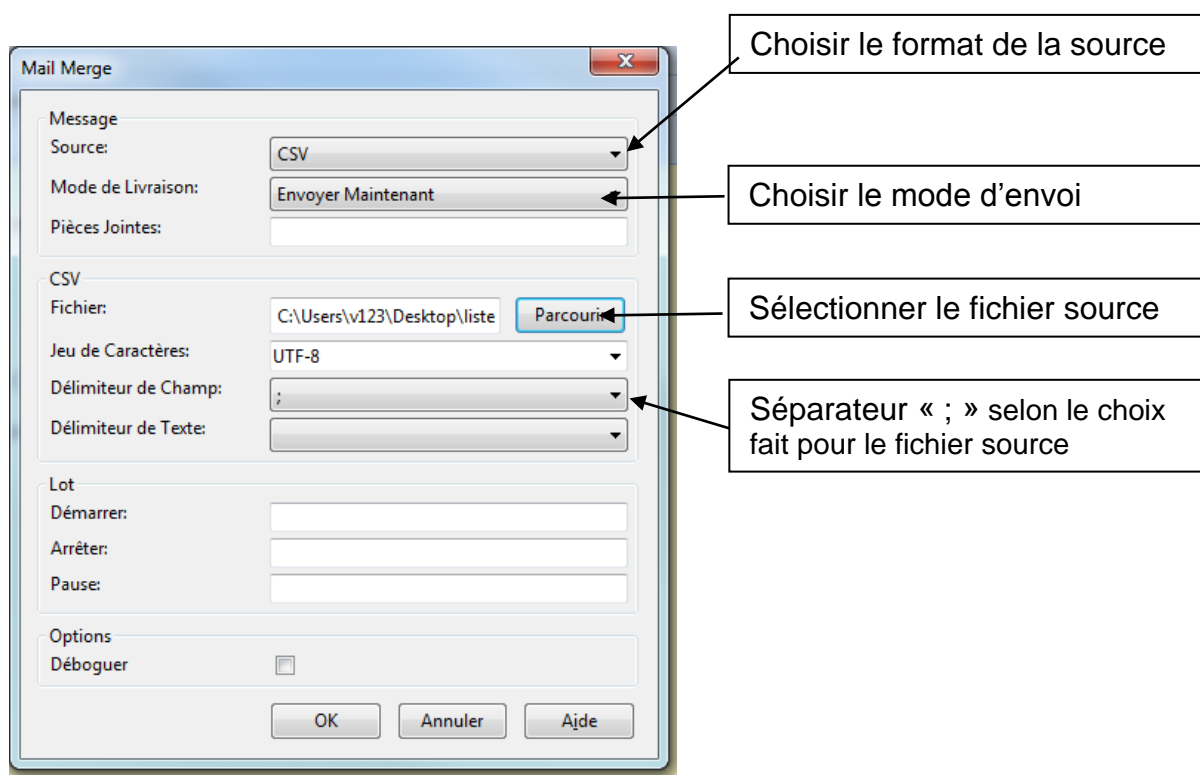 Choisir le format de la source
Mail Merge
Message
Source:
CSV
Mode de Livraison:
Envoyer Maintenant
Choisir le mode d'envoi
Pièces Jointes:
CSV
Fichier:
C:\Users\v123\Desktop\liste
Parcourir
Sélectionner le fichier source
Jeu de Caractères:
UTF-8
Délimiteur de Champ:
;
Séparateur « ; » selon le choix
fait pour le fichier source
Délimiteur de Texte:
Lot
Démarrer:
Arrêter:
Pause:
Options
Déboguer
OK
Annuler
Aide